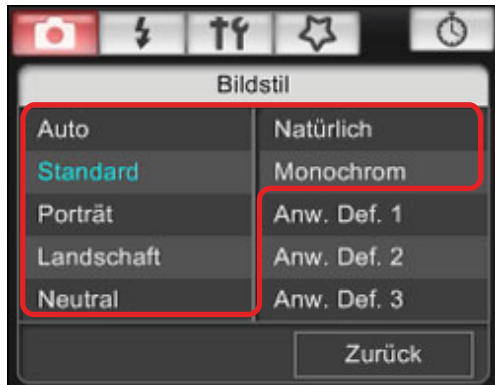 Bildstil
Auto
Standard
Porträt
Landschaft
Neutral
Natürlich
Monochrom
Anw. Def. 1
Anw. Def. 2
Anw. Def. 3
Zurück